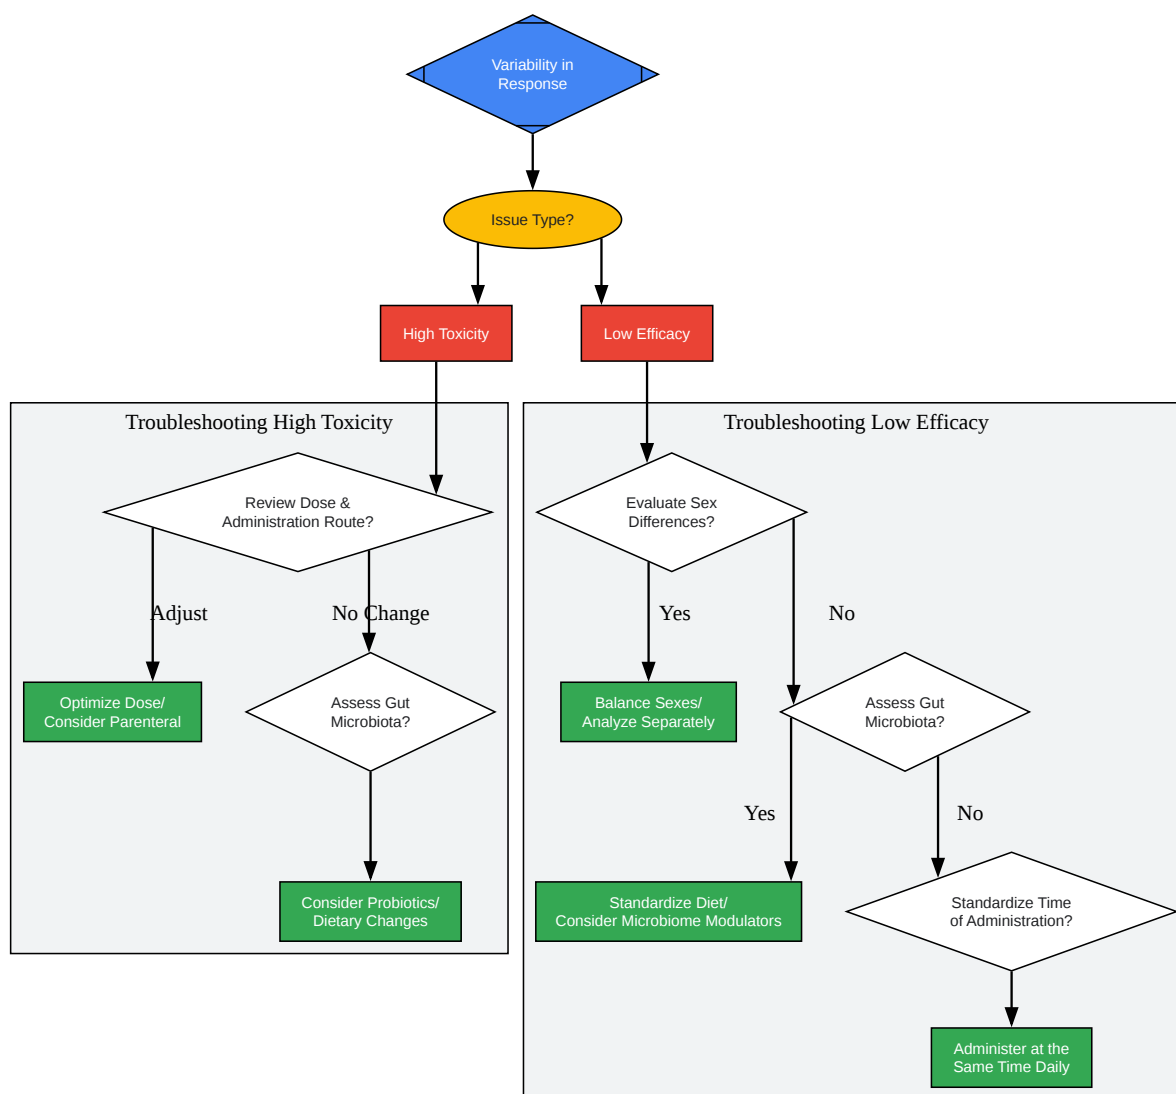 Variability in
Response
Issue Type?
High Toxicity
Low Efficacy
Troubleshooting High Toxicity
Troubleshooting Low Efficacy
Review Dose &
Administration Route?
Evaluate Sex
Differences?
Adjust
No Change
Yes
No
Optimize Dose/
Consider Parenteral
Assess Gut
Microbiota?
Balance Sexes/
Analyze Separately
Assess Gut
Microbiota?
Yes
No
Consider Probiotics/
Dietary Changes
Standardize Diet/
Consider Microbiome Modulators
Standardize Time
of Administration?
Administer at the
Same Time Daily